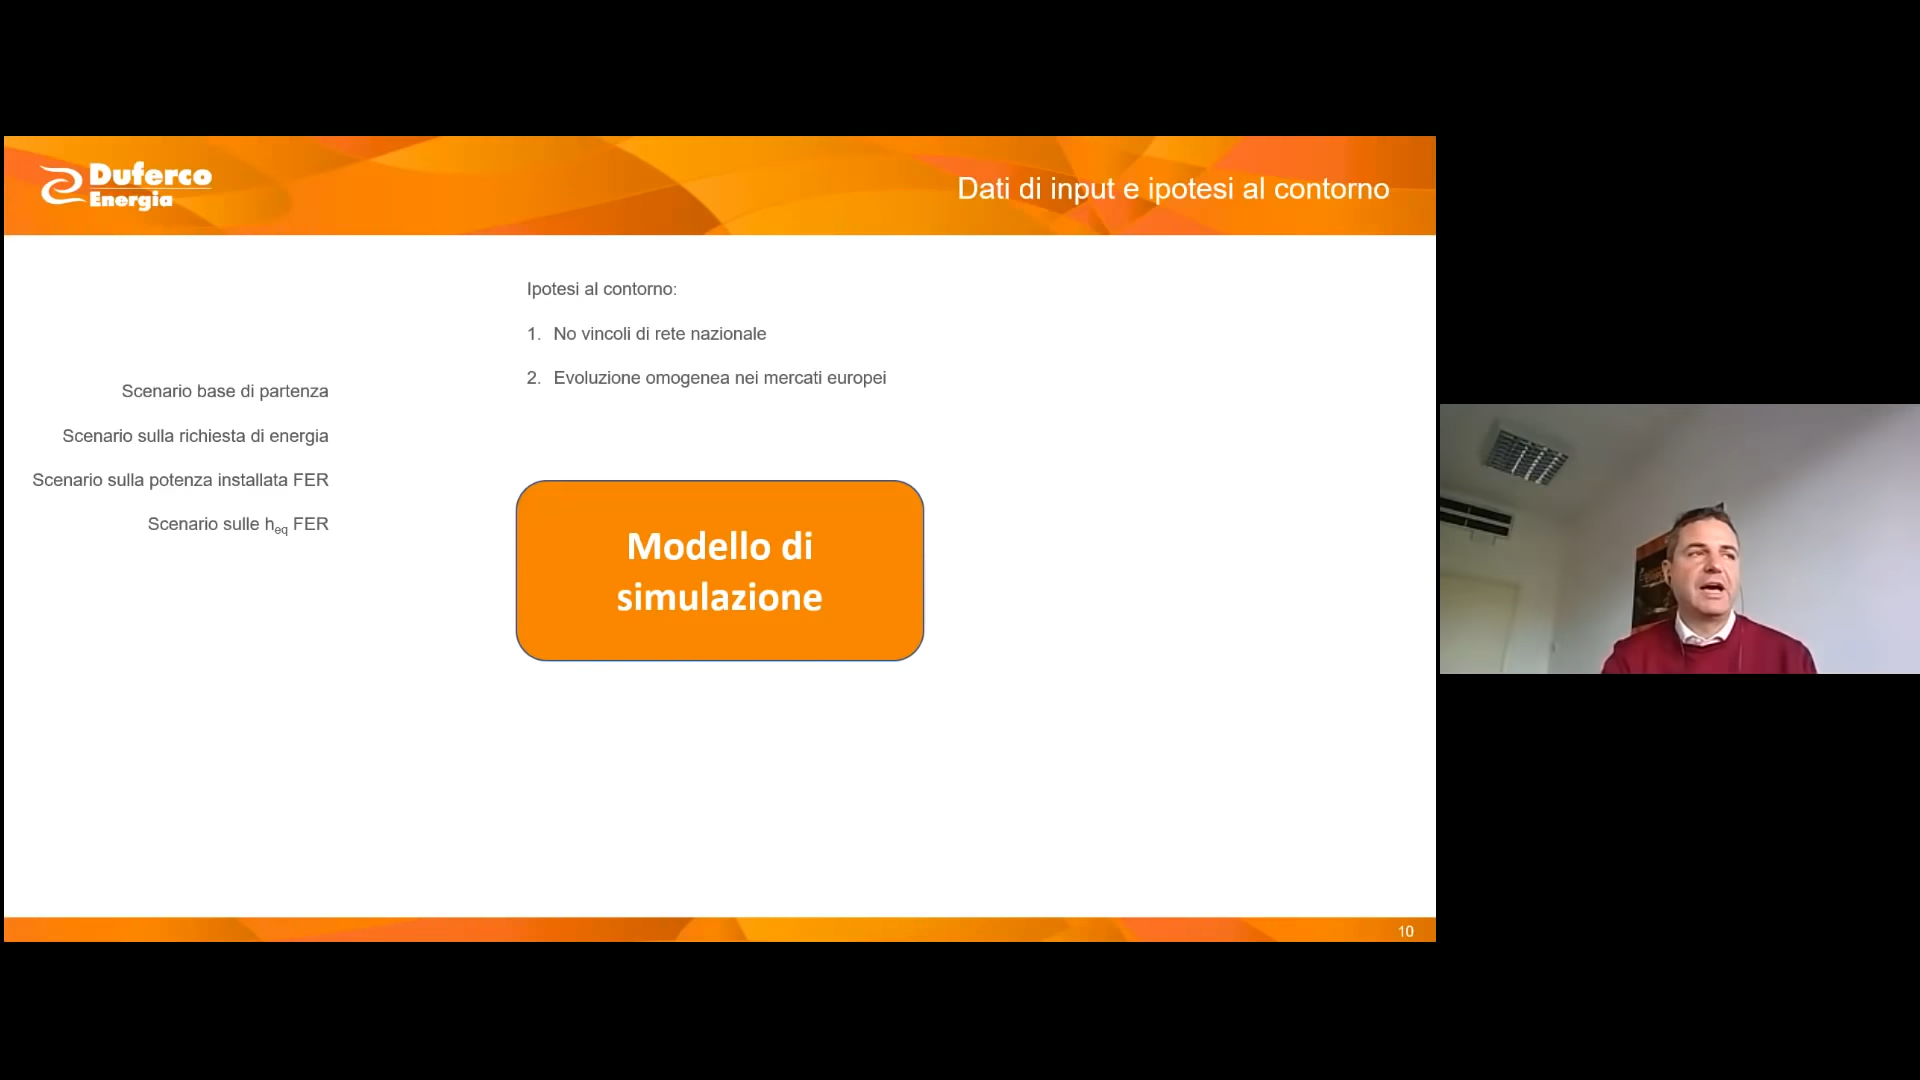 Duferco
Energia
Dati di input e ipotesi al contorno
Ipotesi al contorno:
1. No vincoli di rete nazionale
2. Evoluzione omogenea nei mercati europei
Scenario base di partenza
Scenario sulla richiesta di energia
Scenario sulla potenza installata FER
Scenario sulle heq FER
Modello di
simulazione
10